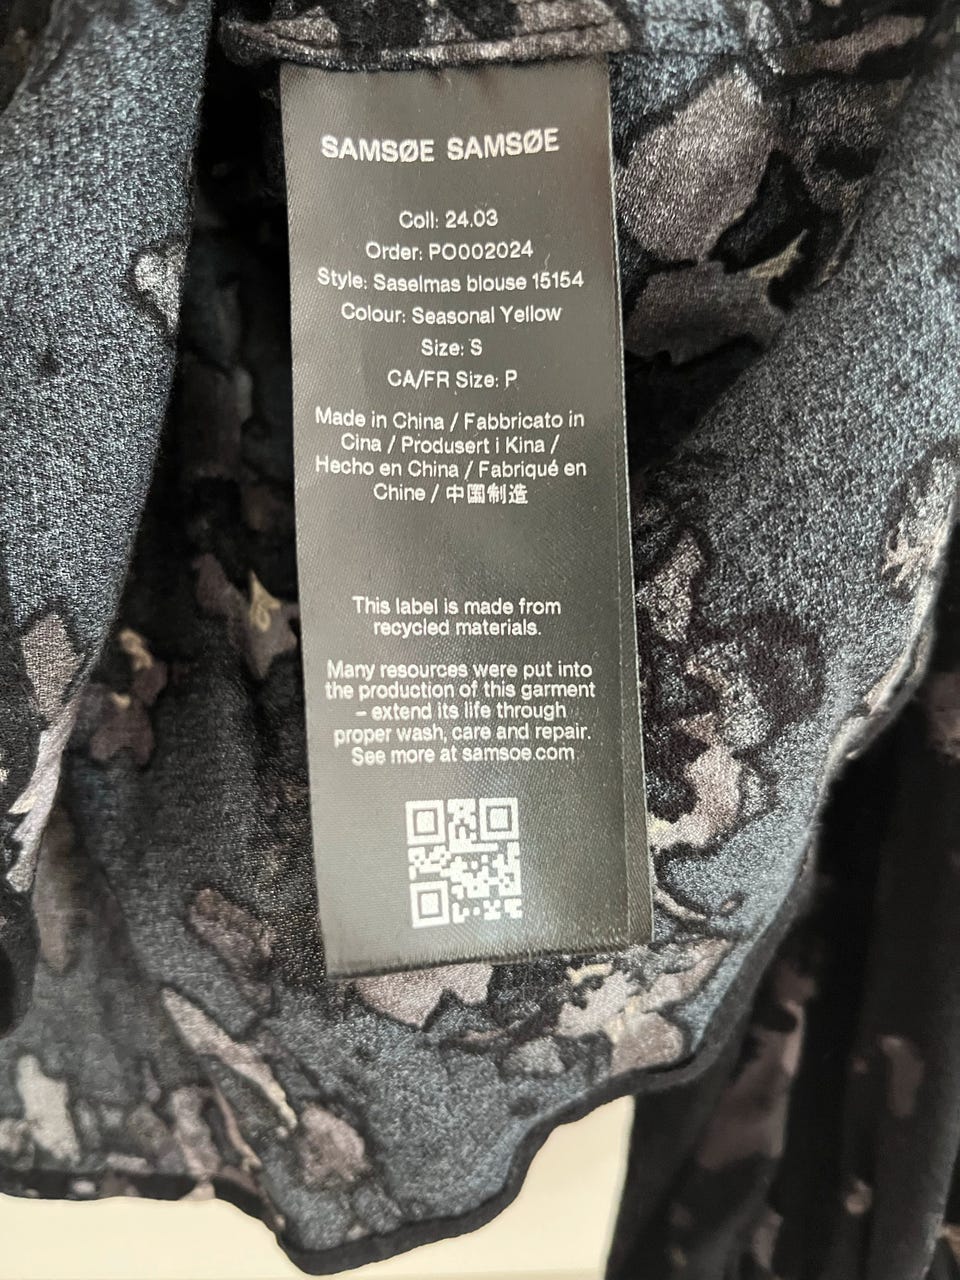 SAMSØE SAMSØE
Coll: 24.03
Order: PO002024
Style: Saselmas blouse 15154
Colour: Seasonal Yellow
Size: S
CA/FR Size: P
Made in China / Fabbricato in
Cina / Produsert i Kina /
Hecho en China / Fabriqué en
Chine / 中国制造
This label is made from
recycled materials.
Many resources were put into
the production of this garment
– extend its life through
proper wash, care and repair.
See more at samsoe.com